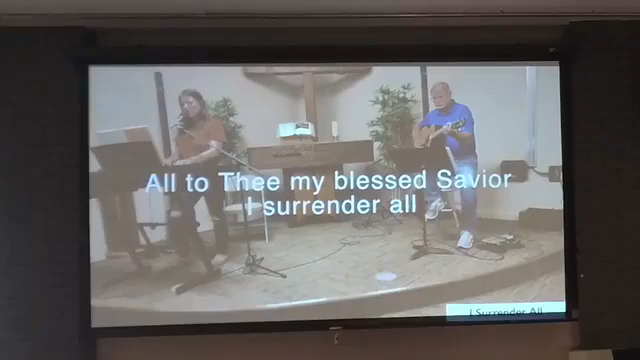 All to Thee my blessed Savior
I surrender all
I Surrender All